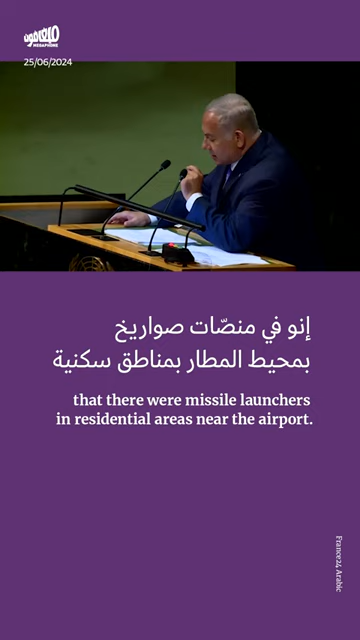 ميغافون
MEGAPHONE
25/06/2024
إنو في منصّات صواريخ
بمحيط المطار بمناطق سكنية
that there were missile launchers
in residential areas near the airport.
France24 Arabic